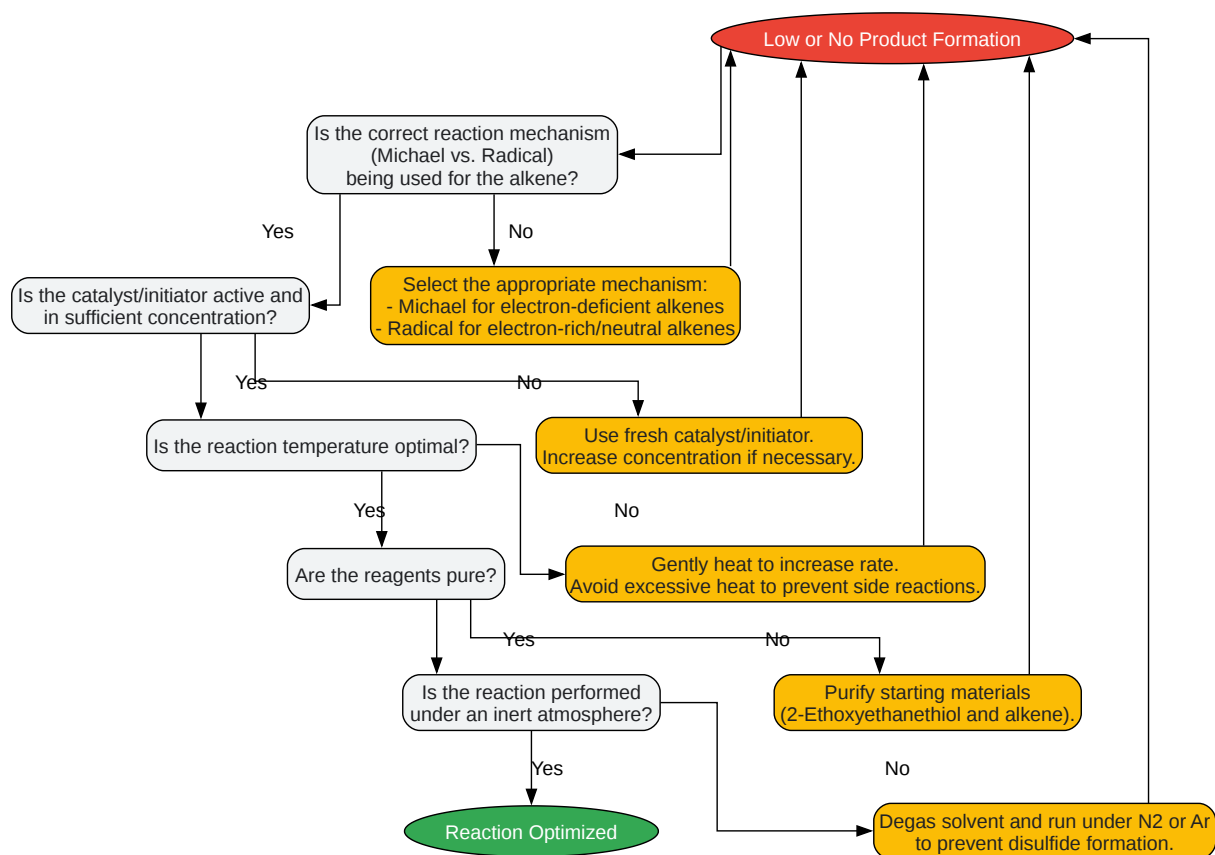 Low or No Product Formation
Is the correct reaction mechanism
(Michael vs. Radical)
being used for the alkene?
Yes
No
Is the catalyst/initiator active and
in sufficient concentration?
Select the appropriate mechanism:
- Michael for electron-deficient alkenes
- Radical for electron-rich/neutral alkenes
Yes
No
Is the reaction temperature optimal?
Use fresh catalyst/initiator.
Increase concentration if necessary.
Yes
No
Are the reagents pure?
Gently heat to increase rate.
Avoid excessive heat to prevent side reactions.
Yes
No
Is the reaction performed
under an inert atmosphere?
Purify starting materials
(2-Ethoxyethanethiol and alkene).
Yes
No
Reaction Optimized
Degas solvent and run under N2 or Ar
to prevent disulfide formation.